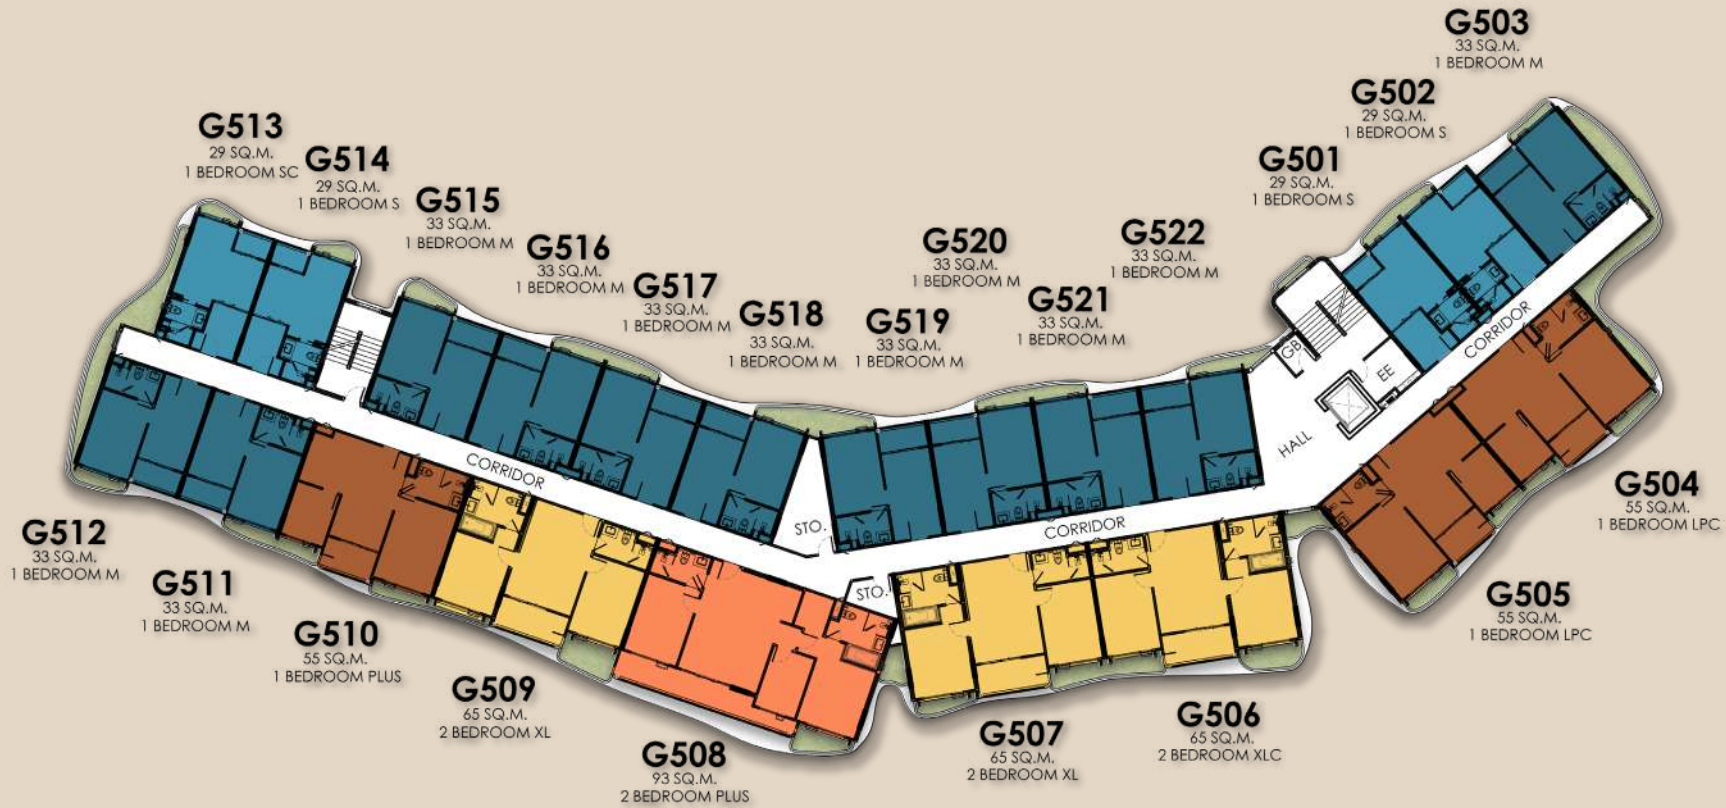 G503
33 SQ.M.
1 BEDROOM M
G502
29 SQ.M.
1 BEDROOM S
G501
29 SQ.M.
1 BEDROOM S
G513
29 SQ.M.
1 BEDROOM SC
G514
29 SQ.M.
1 BEDROOM S
G515
33 SQ.M.
1 BEDROOM M
G516
33 SQ.M.
1 BEDROOM M
G517
33 SQ.M.
1 BEDROOM M
G518
33 SQ.M.
1 BEDROOM M
G519
33 SQ.M.
1 BEDROOM M
G520
33 SQ.M.
1 BEDROOM M
G521
33 SQ.M.
1 BEDROOM M
G522
33 SQ.M.
1 BEDROOM M
GB
EE
CORRIDOR
HALL
CORRIDOR
STO.
CORRIDOR
STO.
G512
33 SQ.M.
1 BEDROOM M
G511
33 SQ.M.
1 BEDROOM M
G510
55 SQ.M.
1 BEDROOM PLUS
G509
65 SQ.M.
2 BEDROOM XL
G508
93 SQ.M.
2 BEDROOM PLUS
G507
65 SQ.M.
2 BEDROOM XL
G506
65 SQ.M.
2 BEDROOM XLC
G505
55 SQ.M.
1 BEDROOM LPC
G504
55 SQ.M.
1 BEDROOM LPC